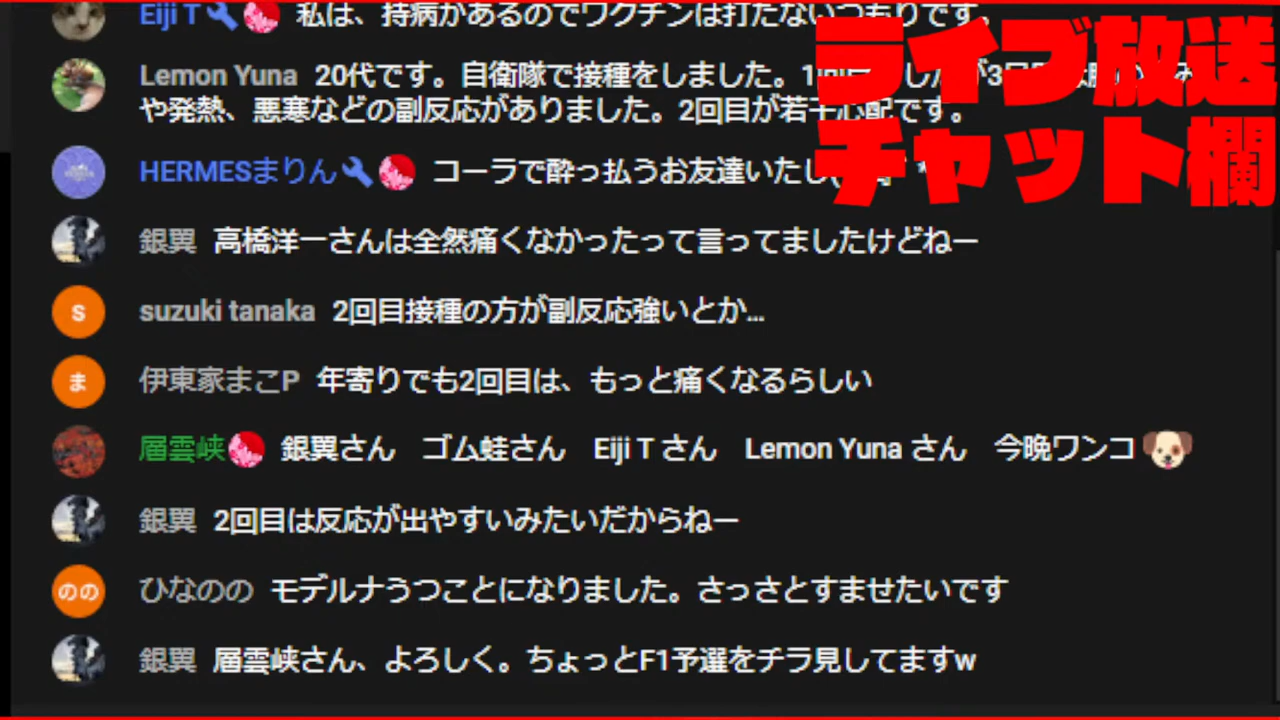 Eiji T 私は、持病があるのでワクチンは打たないつもりです。
ライブ放送
チャット欄
Lemon Yuna 20代です。自衛隊で接種をしました。
や発熱、悪寒などの副反応がありました。2回目が若干心配です。
HERMESまりん コーラで酔っ払うお友達いたし
銀翼 高橋洋一さんは全然痛くなかったって言ってましたけどねー
S suzuki tanaka 2回目接種の方が副反応強いとか...
ま 伊東家まこP 年寄りでも2回目は、もっと痛くなるらしい
層雲峡 銀翼さん ゴム蛙さん Eiji T さん Lemon Yuna さん 今晩ワンコ
銀翼 2回目は反応が出やすいみたいだからねー
のの ひなのの モデルナうつことになりました。さっさとすませたいです
銀翼 層雲峡さん、よろしく。ちょっとF1予選をチラ見してますw